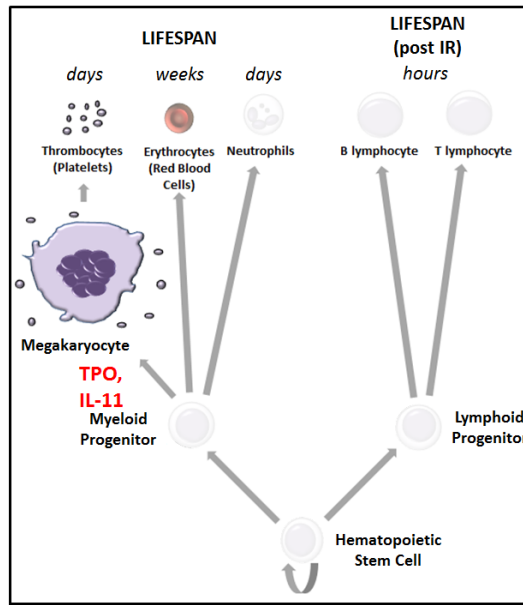 LIFESPAN
LIFESPAN
(post IR)
days
weeks
days
hours
Thrombocytes
(Platelets)
Erythrocytes
(Red Blood
Cells)
Neutrophils
B lymphocyte
T lymphocyte
Megakaryocyte
TPO,
IL-11
Myeloid
Progenitor
Lymphoid
Progenitor
Hematopoietic
Stem Cell